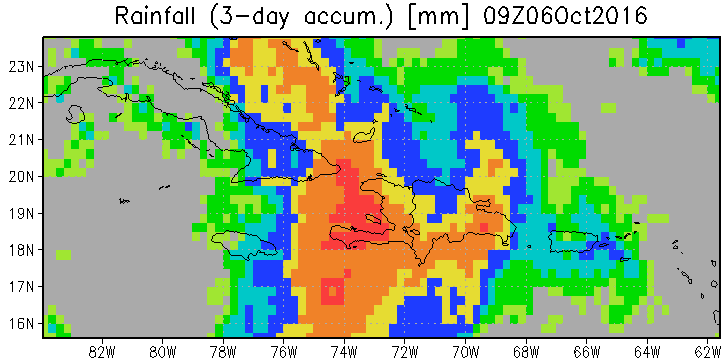 Rainfall (3-day accum.) [mm] 09Z06Oct2016
23N
22N
21N
20N
19N
18N
17N
16N
82W 80W 78W 76W 74W 72W 70W 68W 66W 64W 62W